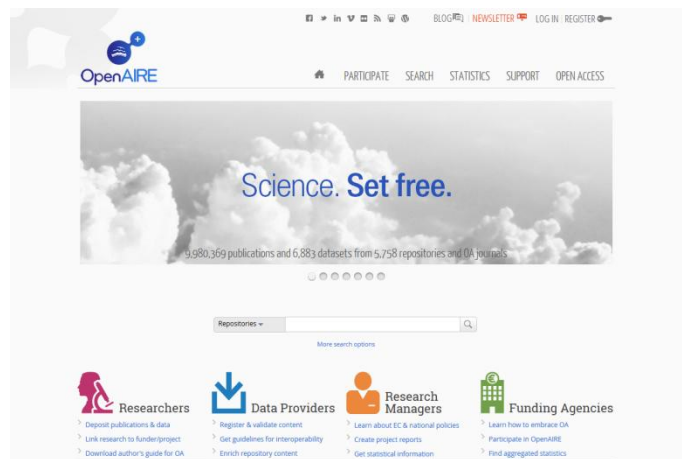 BLOG | NEWSLETTER LOG IN | REGISTER
OpenAIRE
PARTICIPATE SEARCH STATISTICS SUPPORT OPEN ACCESS
Science. Set free.
9,980,369 publications and 6,883 datasets from 5,758 repositories and OA journals
Repositories
More search options
Researchers
Deposit publications & data
Link research to funder/project
Download author's guide for OA
Data Providers
Register & validate content
Get guidelines for interoperability
Enrich repository content
Research
Managers
Learn about EC & national policies
Create project reports
Get statistical information
Funding Agencies
Learn how to embrace OA
Participate in OpenAIRE
Find aggregated statistics